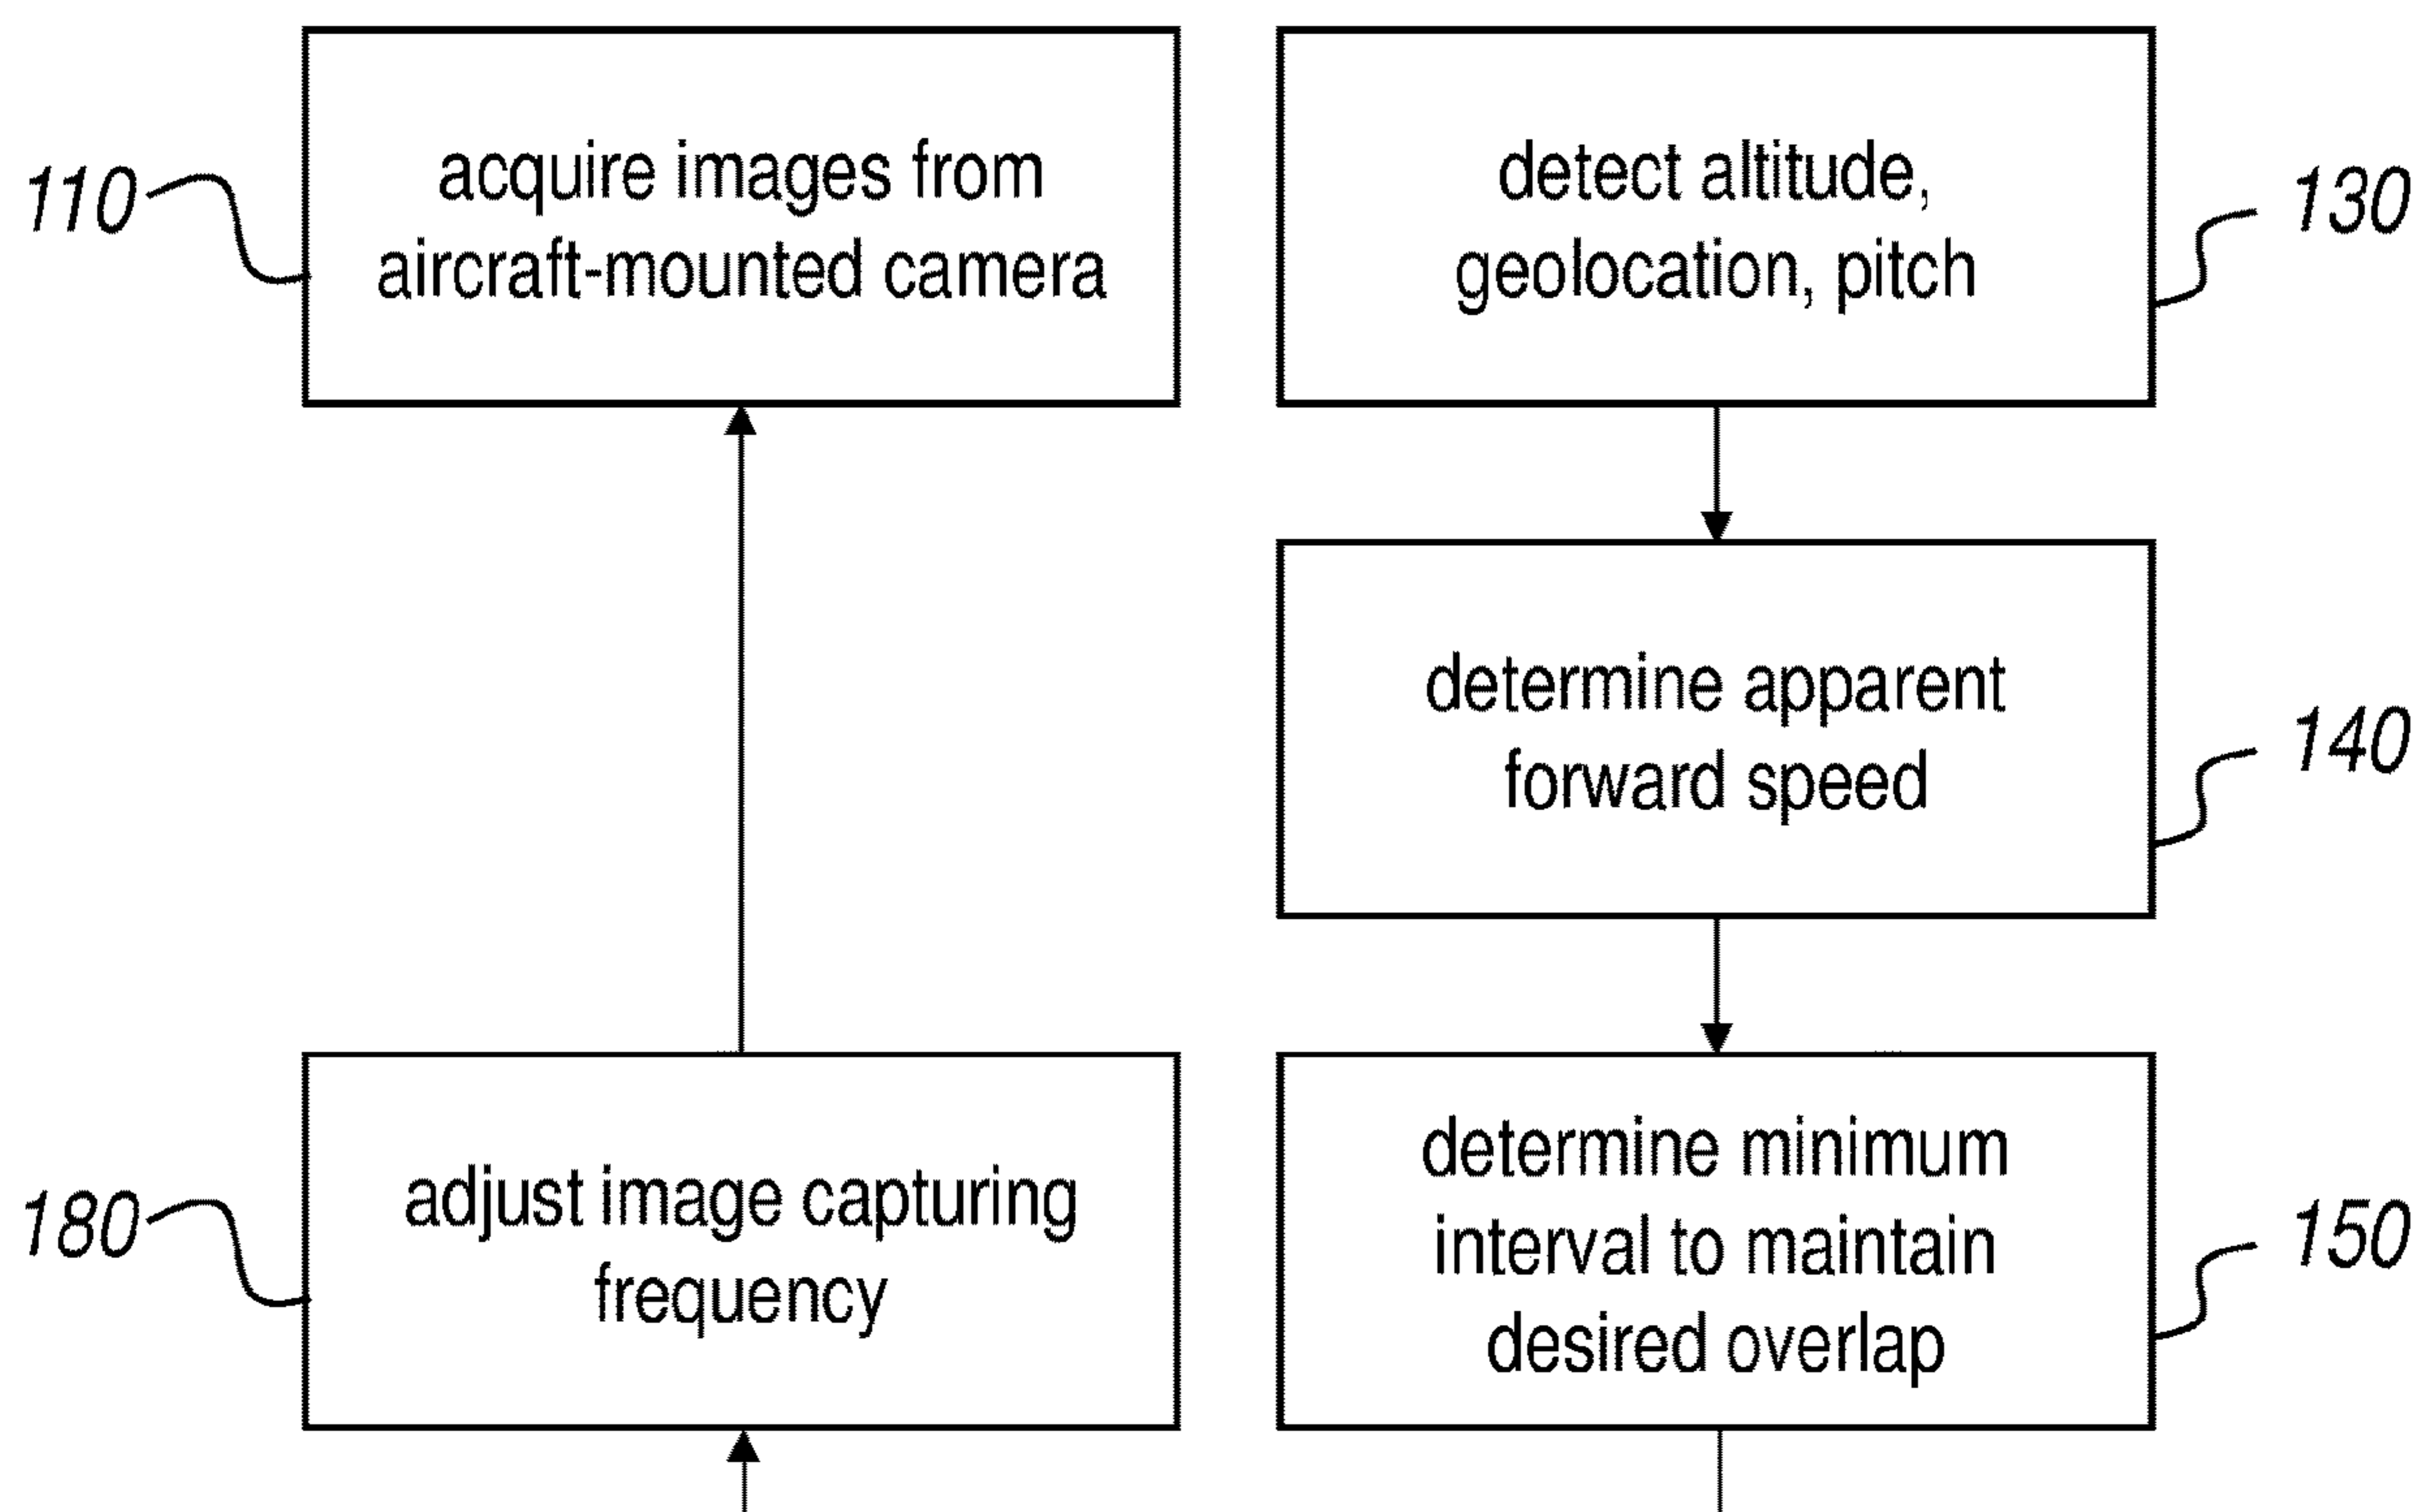 110
acquire images from
aircraft-mounted camera
detect altitude,
geolocation, pitch
130
determine apparent
forward speed
140
180
adjust image capturing
frequency
determine minimum
interval to maintain
desired overlap
150